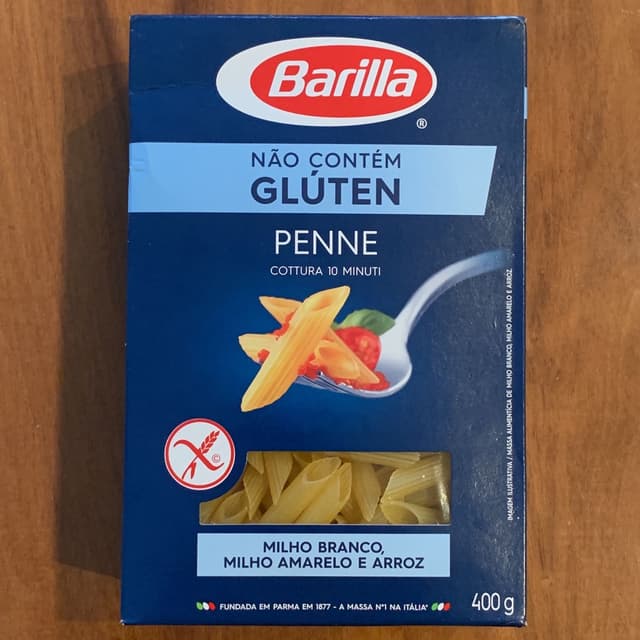 Barilla
®
NÃO CONTÉM
GLÚTEN
PENNE
COTTURA 10 MINUTI
IMAGEM ILUSTRATIVA / MASSA ALIMENTÍCIA DE MILHO BRANCO, MILHO AMARELO E ARROZ
©
MILHO BRANCO,
MILHO AMARELO E ARROZ
FUNDADA EM PARMA EM 1877 - A MASSA Nº1 NA ITÁLIA*
400 g